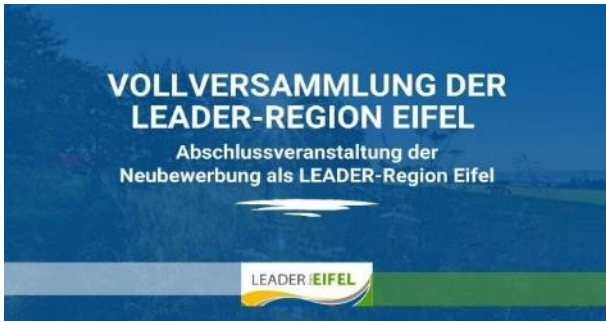 VOLLVERSAMMLUNG DER
LEADER-REGION EIFEL
Abschlussveranstaltung der
Neubewerbung als LEADER-Region Eifel
LEADER EIFEL